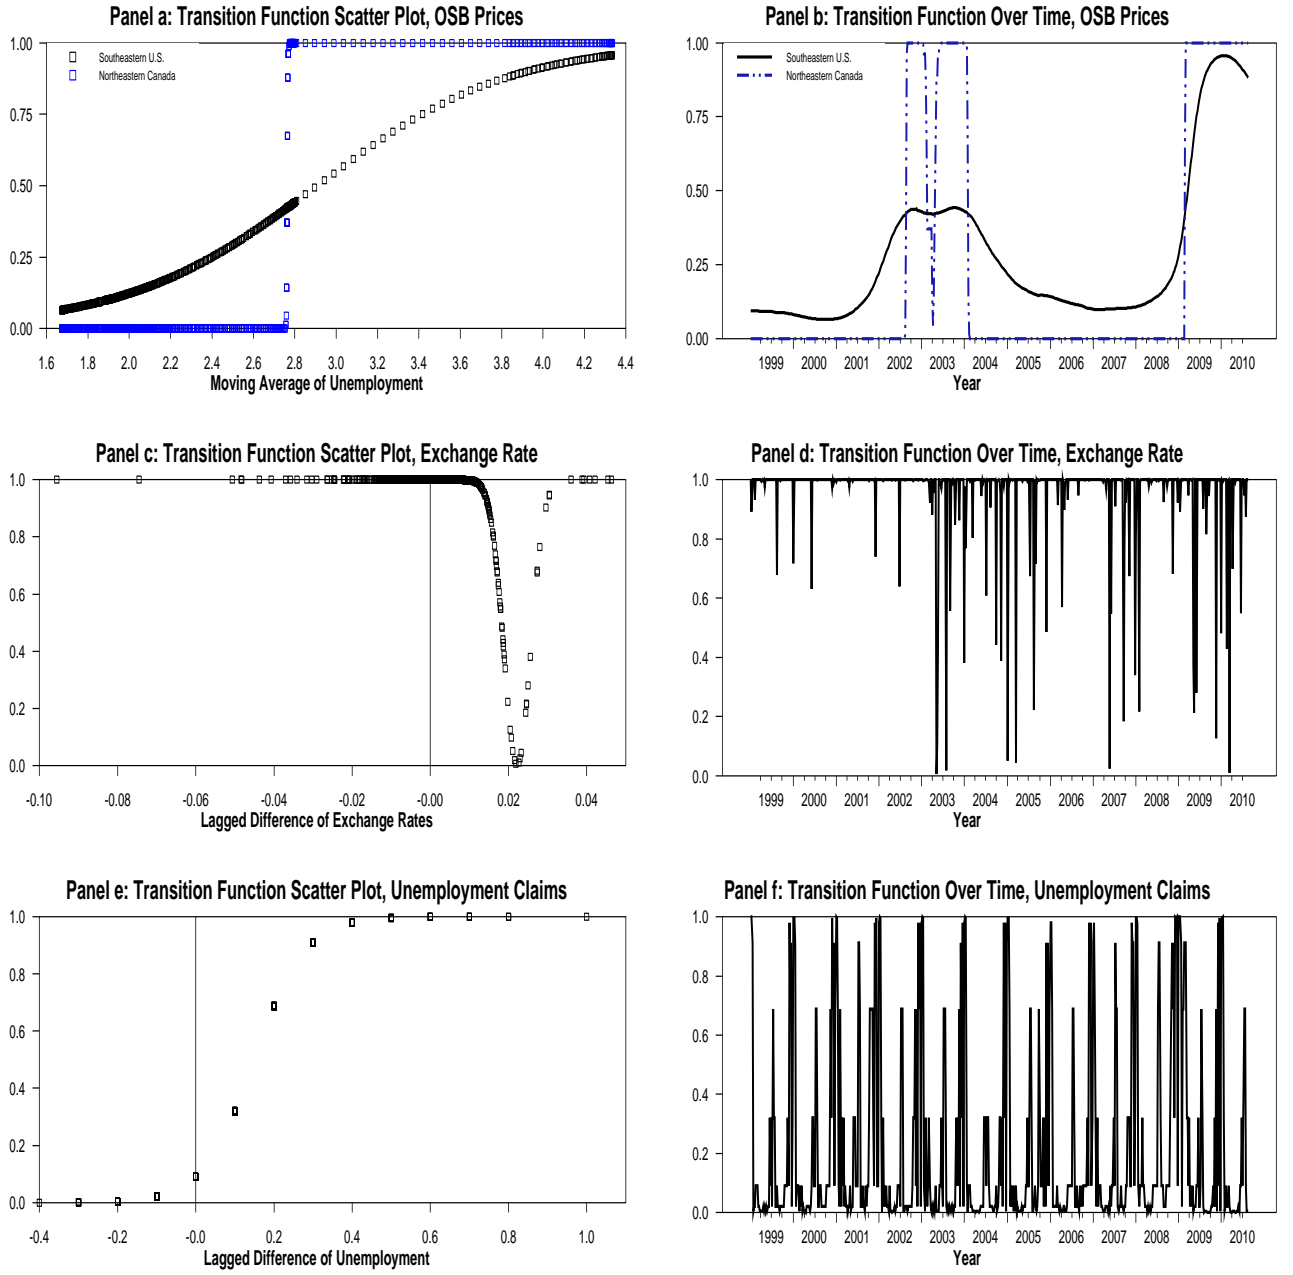 Panel a: Transition Function Scatter Plot, OSB Prices
1.00
0.75
0.50
0.25
0.00
Southeastern U.S.
Northeastern Canada
1.6 1.8 2.0 2.2 2.4 2.6 2.8 3.0 3.2 3.4 3.6 3.8 4.0 4.2 4.4
Moving Average of Unemployment
Panel b: Transition Function Over Time, OSB Prices
1.00
0.75
0.50
0.25
0.00
Southeastern U.S.
Northeastern Canada
1999 2000 2001 2002 2003 2004 2005 2006 2007 2008 2009 2010
Year
Panel c: Transition Function Scatter Plot, Exchange Rate
1.0
0.8
0.6
0.4
0.2
0.0
-0.10 -0.08 -0.06 -0.04 -0.02 -0.00 0.02 0.04
Lagged Difference of Exchange Rates
Panel d: Transition Function Over Time, Exchange Rate
1.0
0.8
0.6
0.4
0.2
0.0
1999 2000 2001 2002 2003 2004 2005 2006 2007 2008 2009 2010
Year
Panel e: Transition Function Scatter Plot, Unemployment Claims
1.0
0.8
0.6
0.4
0.2
0.0
-0.4 -0.2 -0.0 0.2 0.4 0.6 0.8 1.0
Lagged Difference of Unemployment
Panel f: Transition Function Over Time, Unemployment Claims
1.0
0.8
0.6
0.4
0.2
0.0
1999 2000 2001 2002 2003 2004 2005 2006 2007 2008 2009 2010
Year